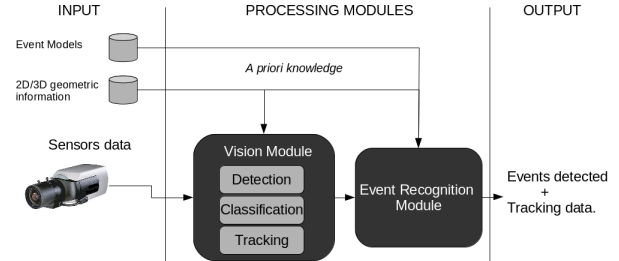 INPUT
PROCESSING MODULES
OUTPUT
Event Models
A priori knowledge
2D/3D geometric
information
Sensors data
Vision Module
Detection
Classification
Tracking
Event Recognition
Module
Events detected
+
Tracking data.